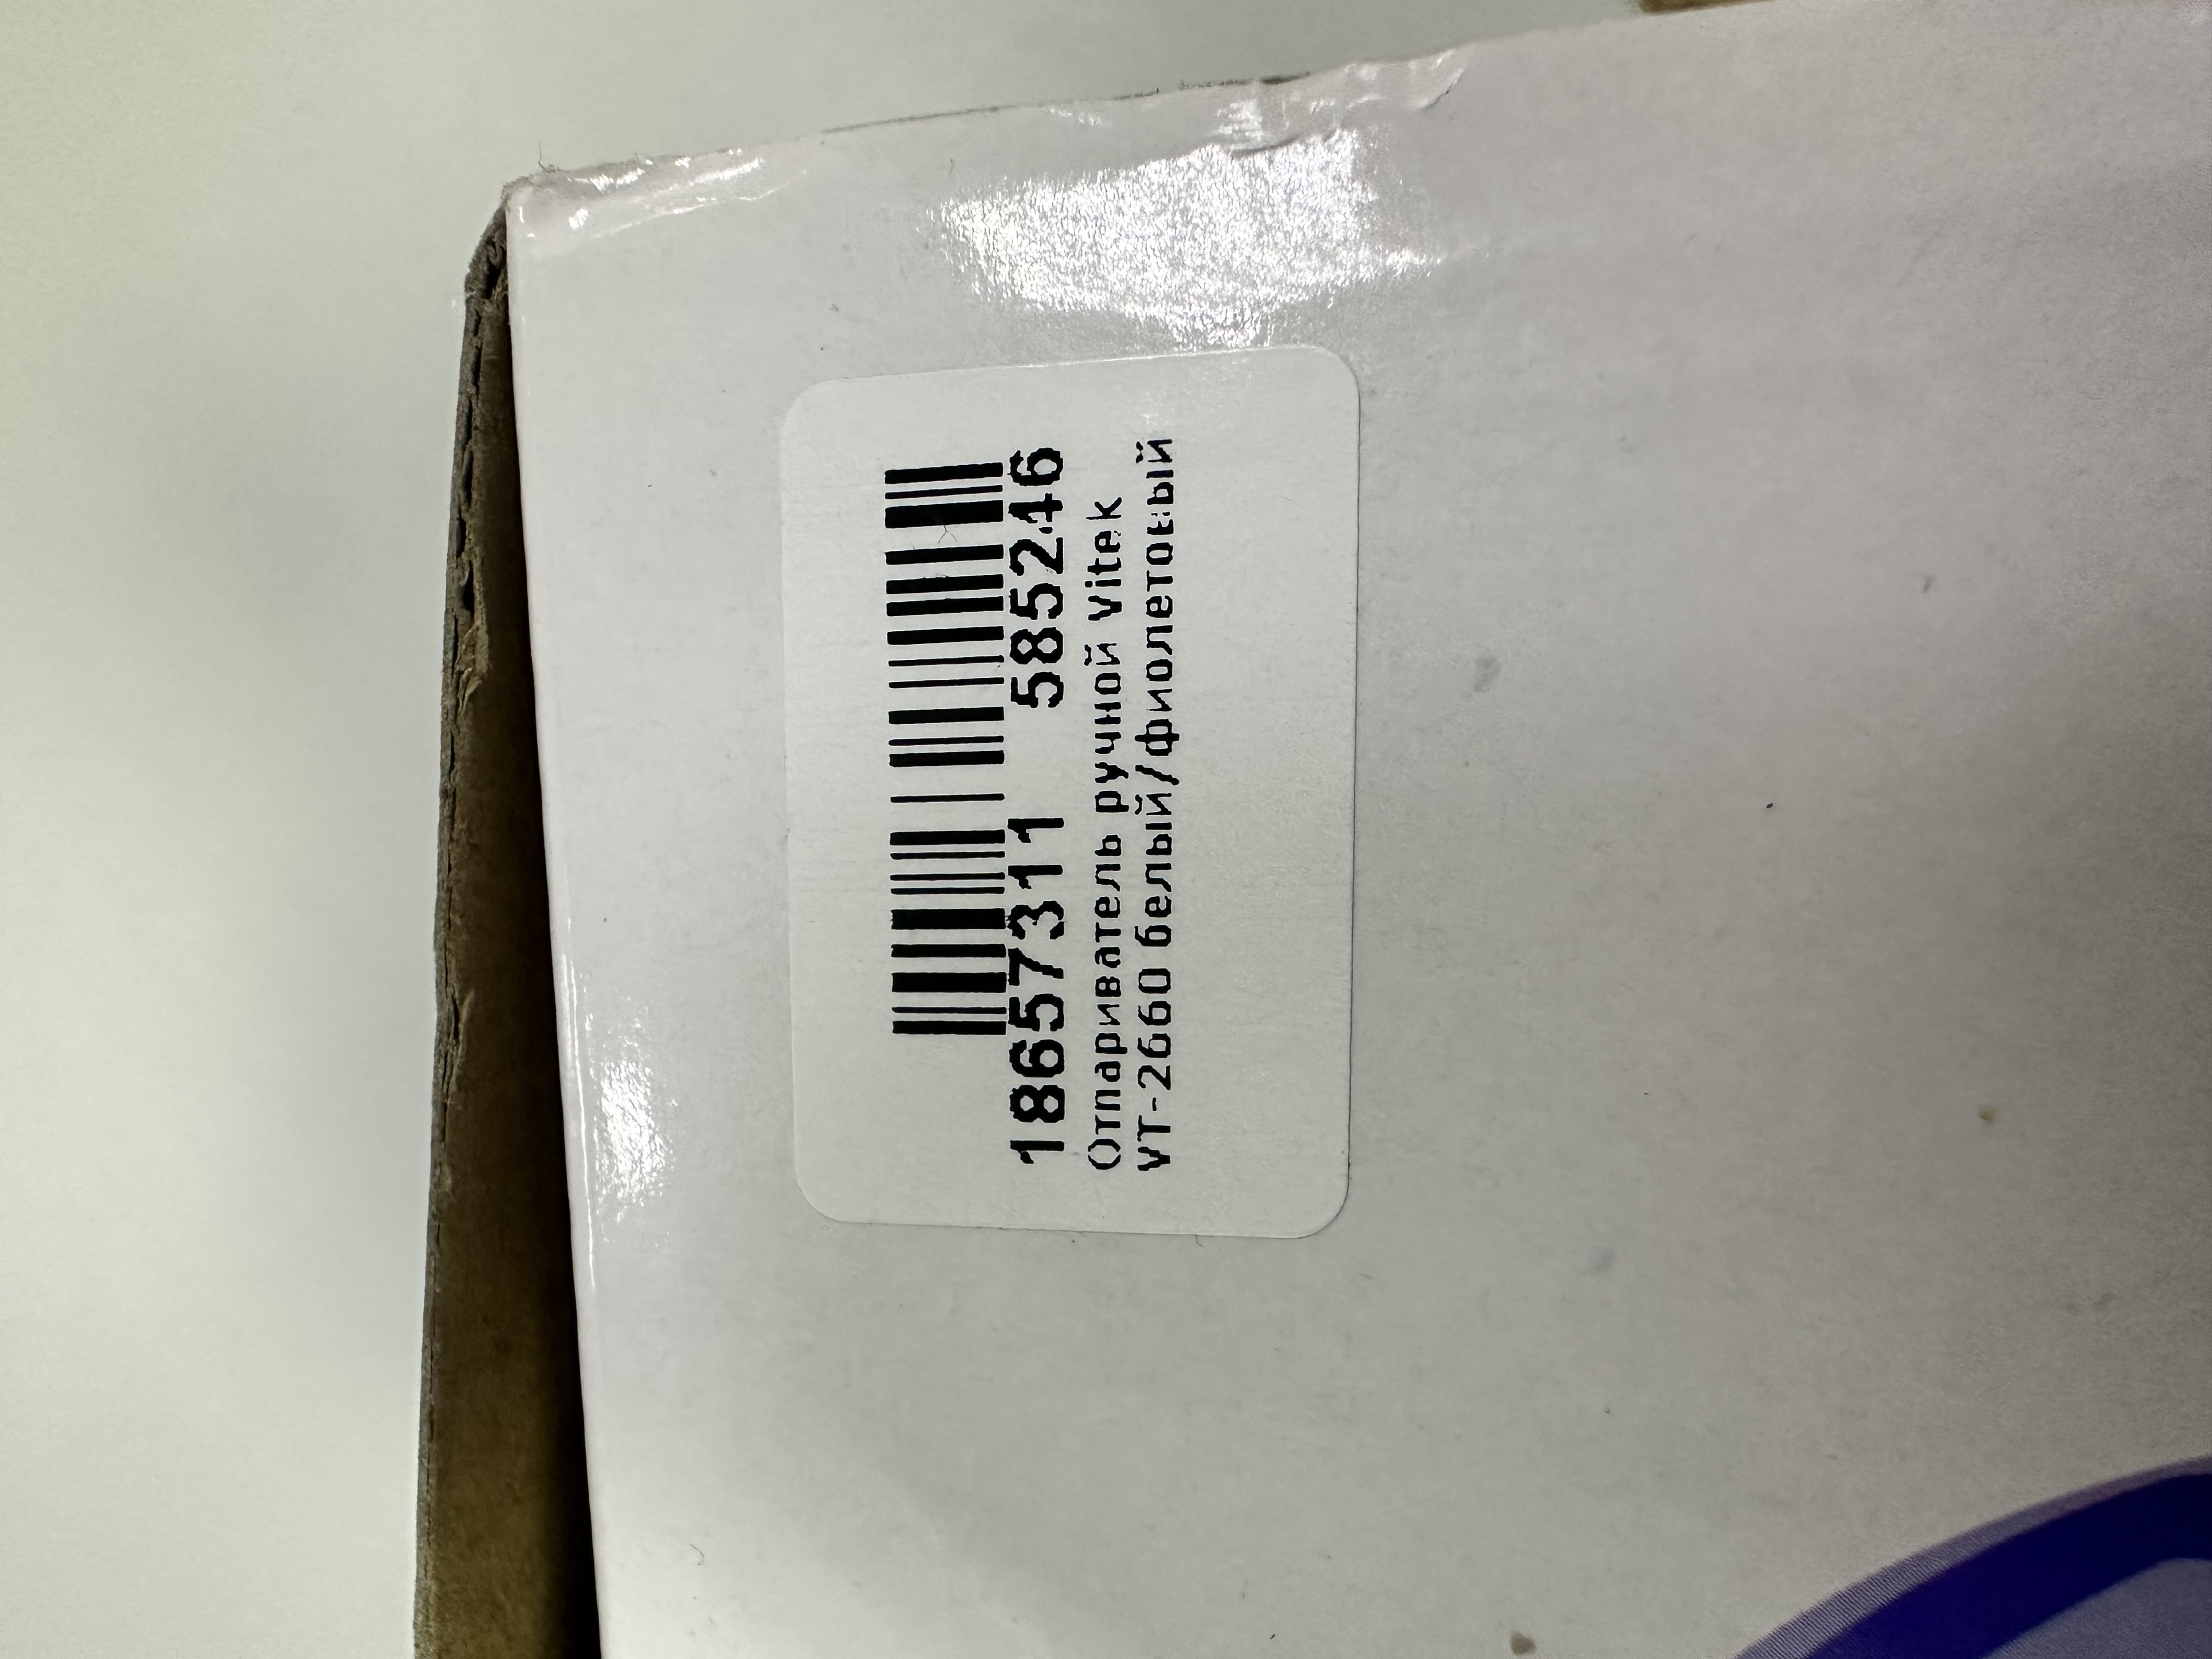 18657311 585246
Отпариватель ручной Vitek
VT-2660 белый/фиолетовый